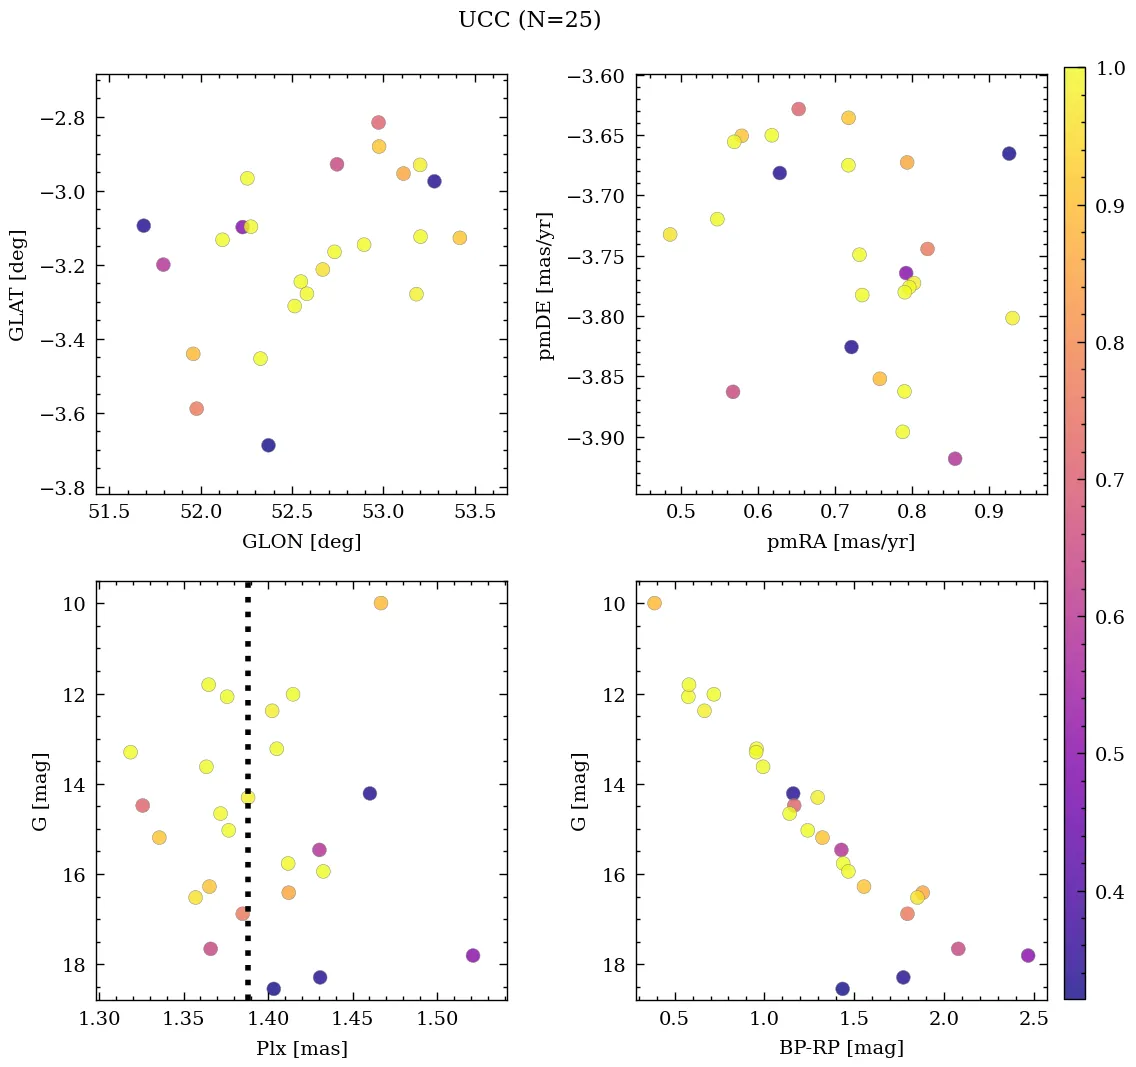 UCC (N=25)
−2.8
−3.0
−3.2
−3.4
−3.6
−3.8
GLAT [deg]
51.5 52.0 52.5 53.0 53.5
GLON [deg]
−3.60
−3.65
−3.70
−3.75
−3.80
−3.85
−3.90
pmDE [mas/yr]
0.5 0.6 0.7 0.8 0.9
pmRA [mas/yr]
10
12
14
16
18
G [mag]
1.30 1.35 1.40 1.45 1.50
Plx [mas]
10
12
14
16
18
G [mag]
0.5 1.0 1.5 2.0 2.5
BP-RP [mag]
1.0
0.9
0.8
0.7
0.6
0.5
0.4